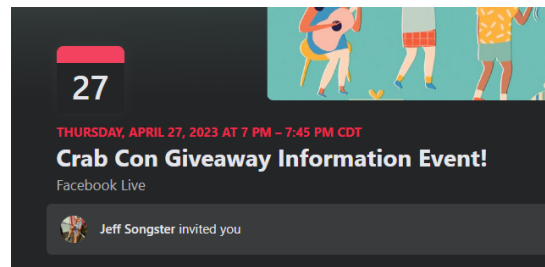 27
THURSDAY, APRIL 27, 2023 AT 7 PM – 7:45 PM CDT
Crab Con Giveaway Information Event!
Facebook Live
Jeff Songster invited you